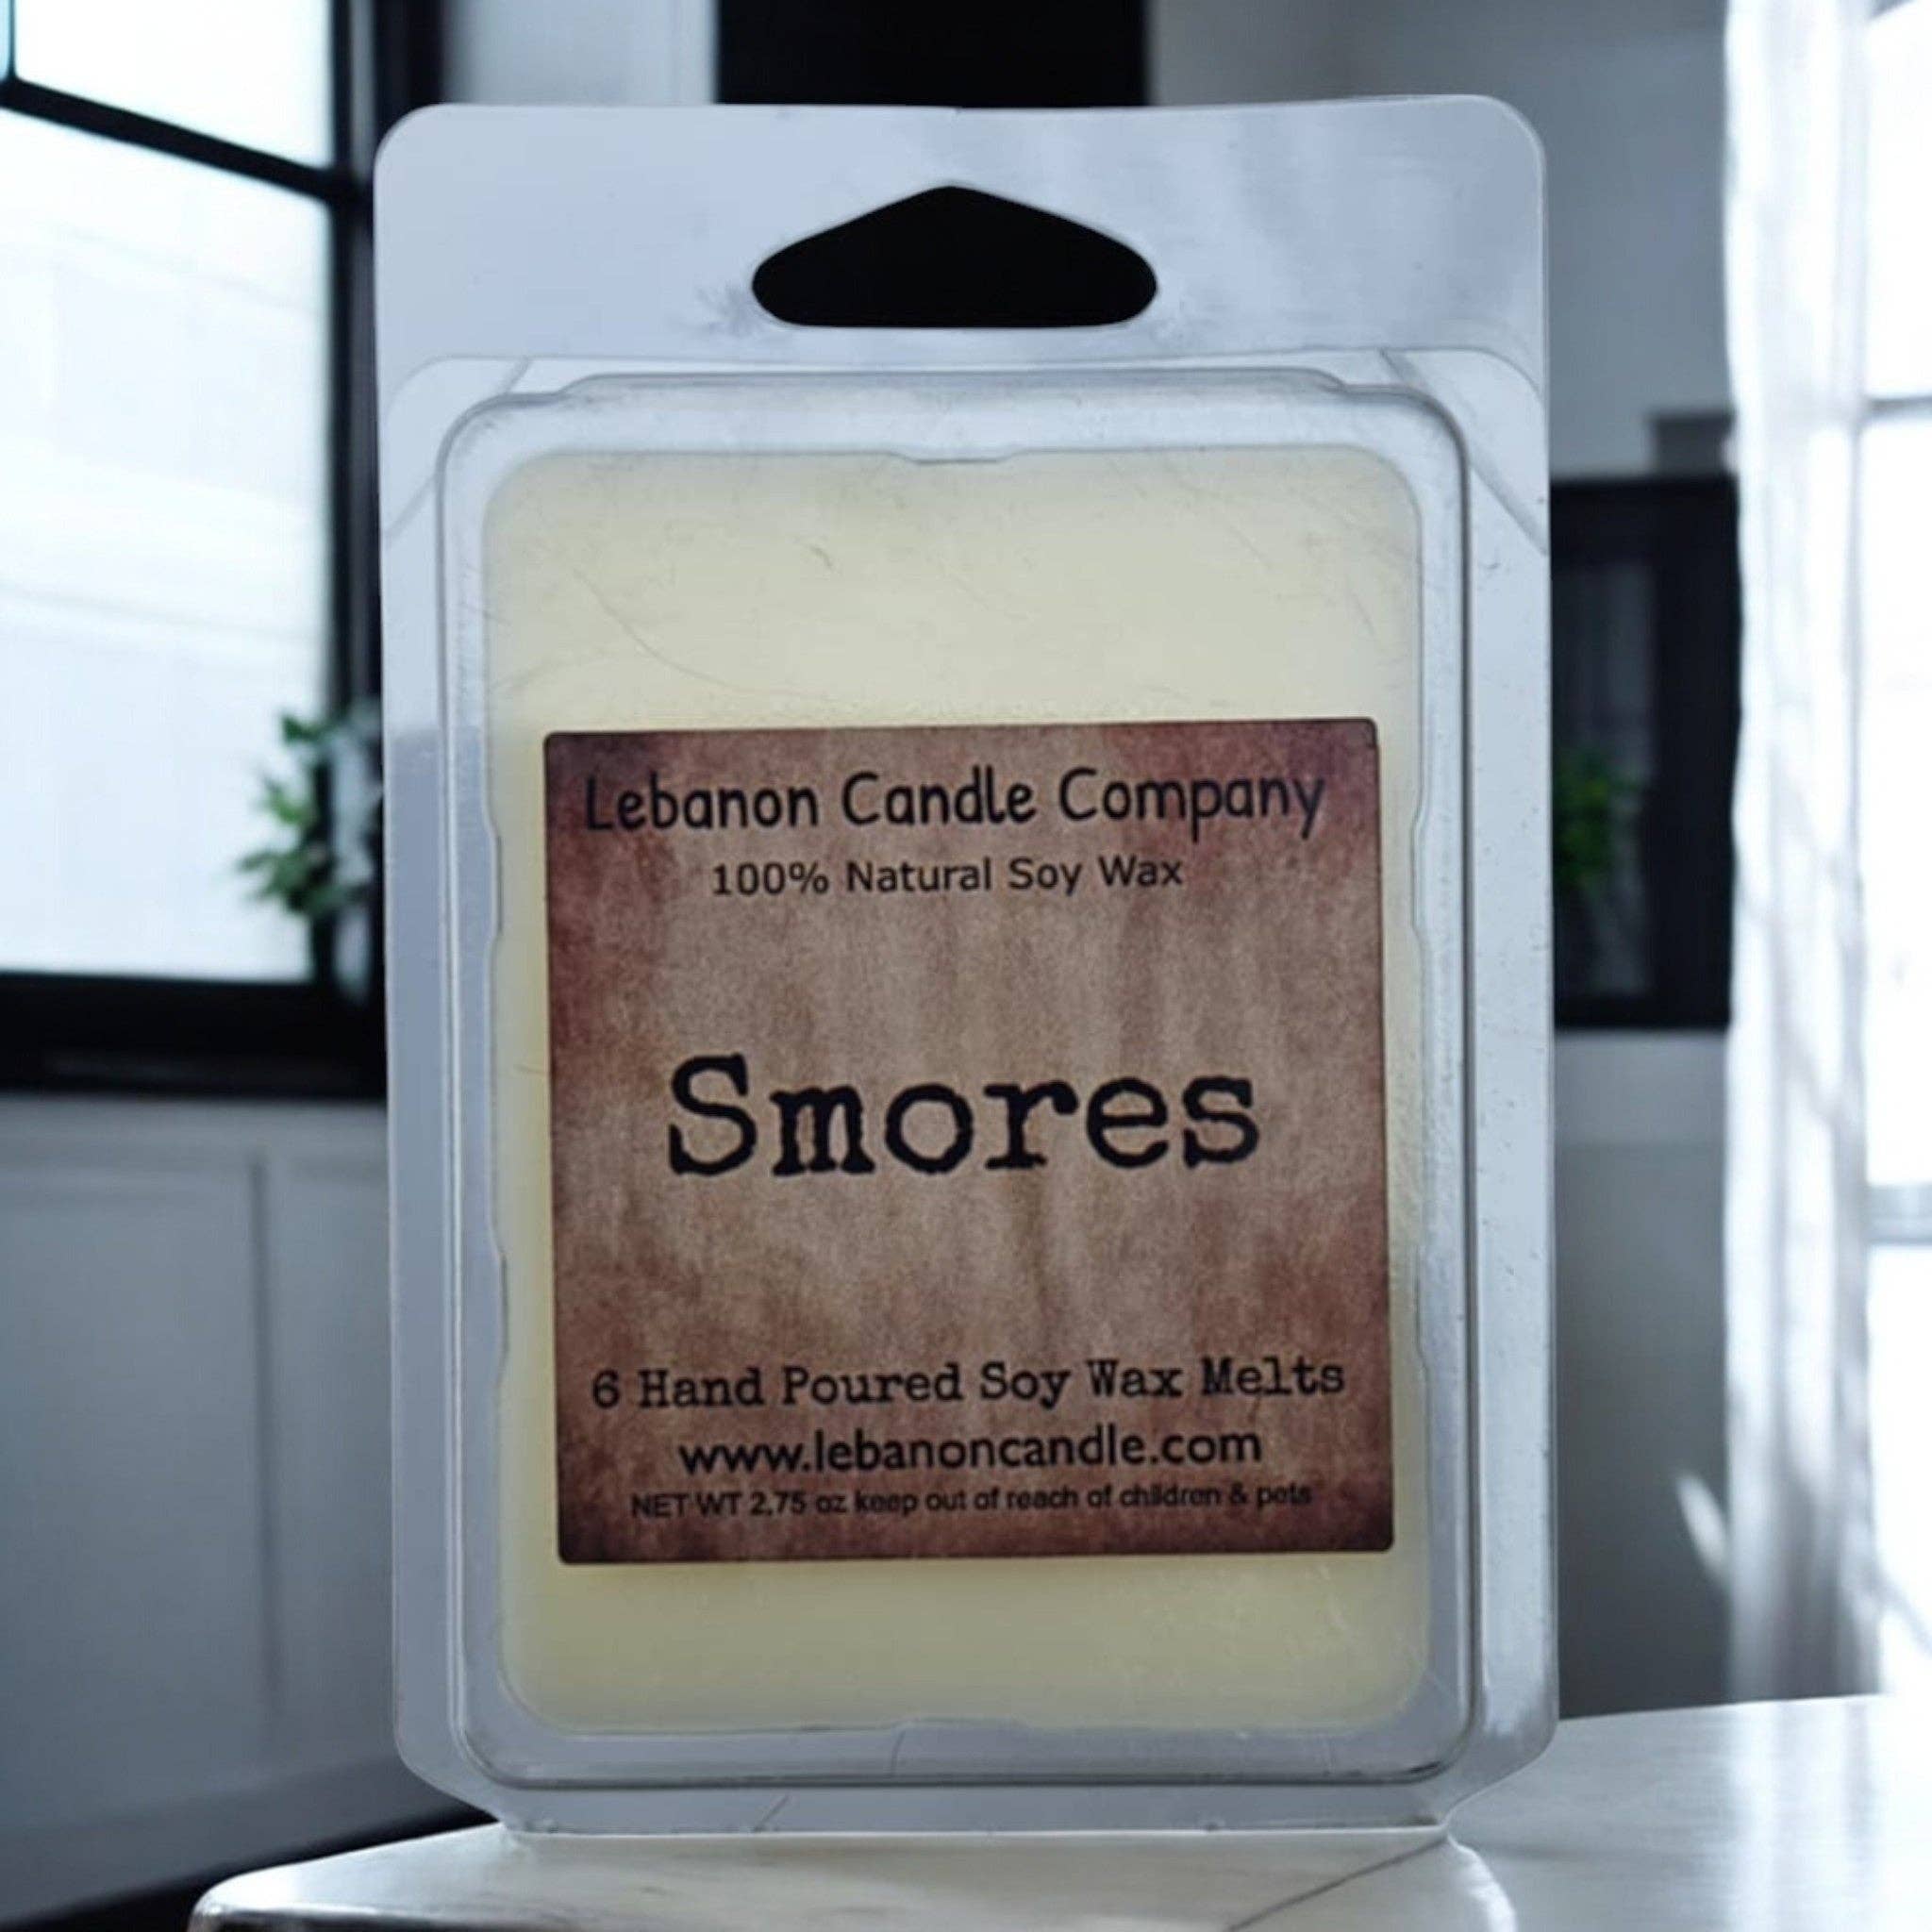 Lebanon Candle Company
100% Natural Soy Wax
Smores
6 Hand Poured Soy Wax Melts
www.lebanoncandle.com
NET WT 2.75 oz keep out of reach of children & pets